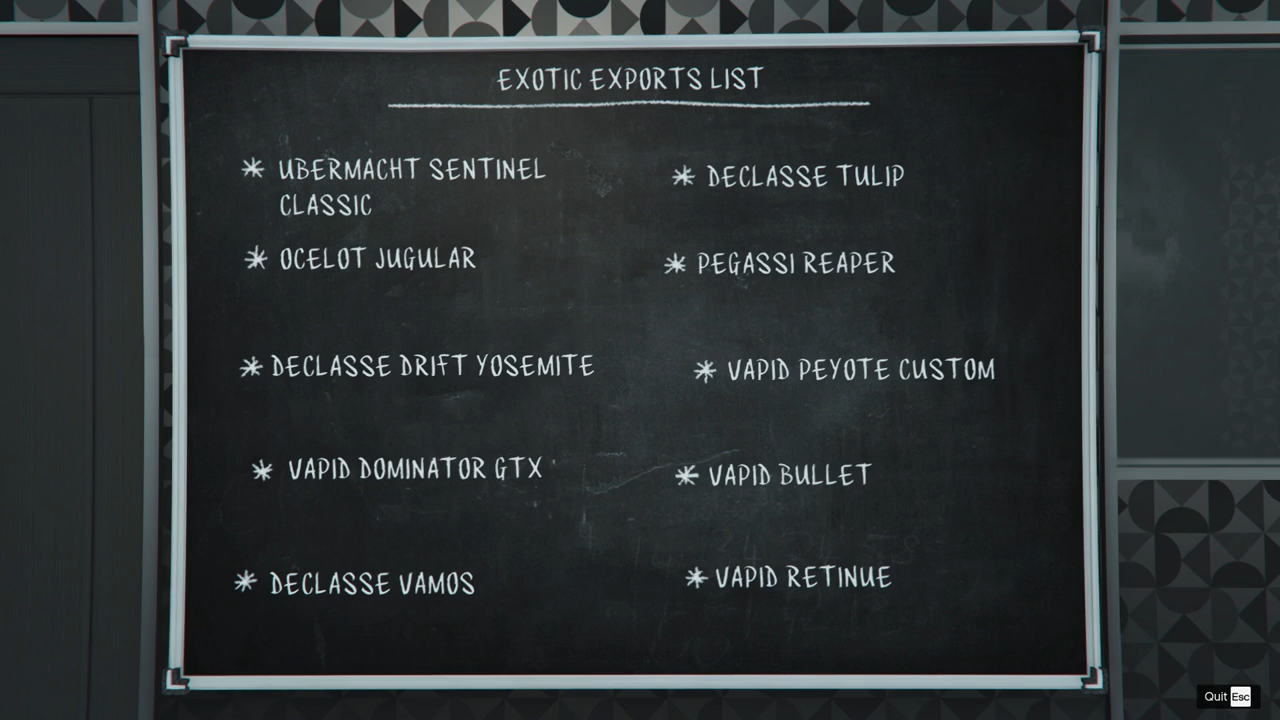 EXOTIC EXPORTS LIST
* UBERMACHT SENTINEL
CLASSIC
* OCELOT JUGULAR
* DECLASSE DRIFT YOSEMITE
* VAPID DOMINATOR GTX
* DECLASSE VAMOS
* DECLASSE TULIP
* PEGASSI REAPER
* VAPID PEYOTE CUSTOM
* VAPID BULLET
* VAPID RETINUE
Quit Esc